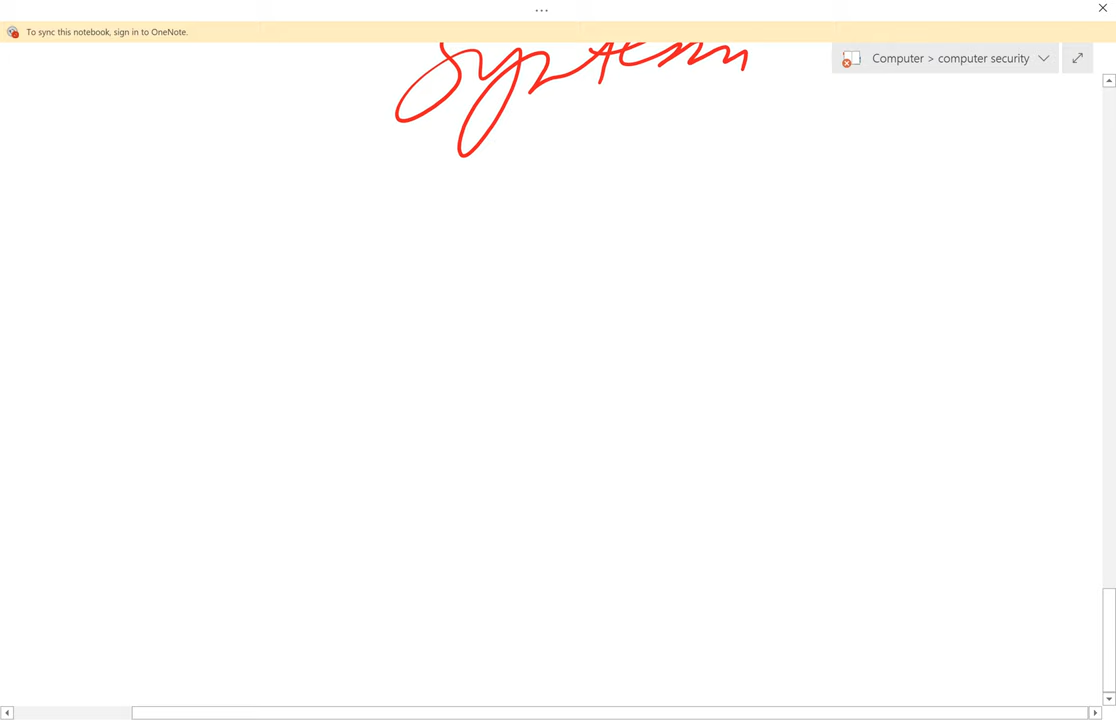 To sync this notebook, sign in to OneNote.
System
Computer > computer security